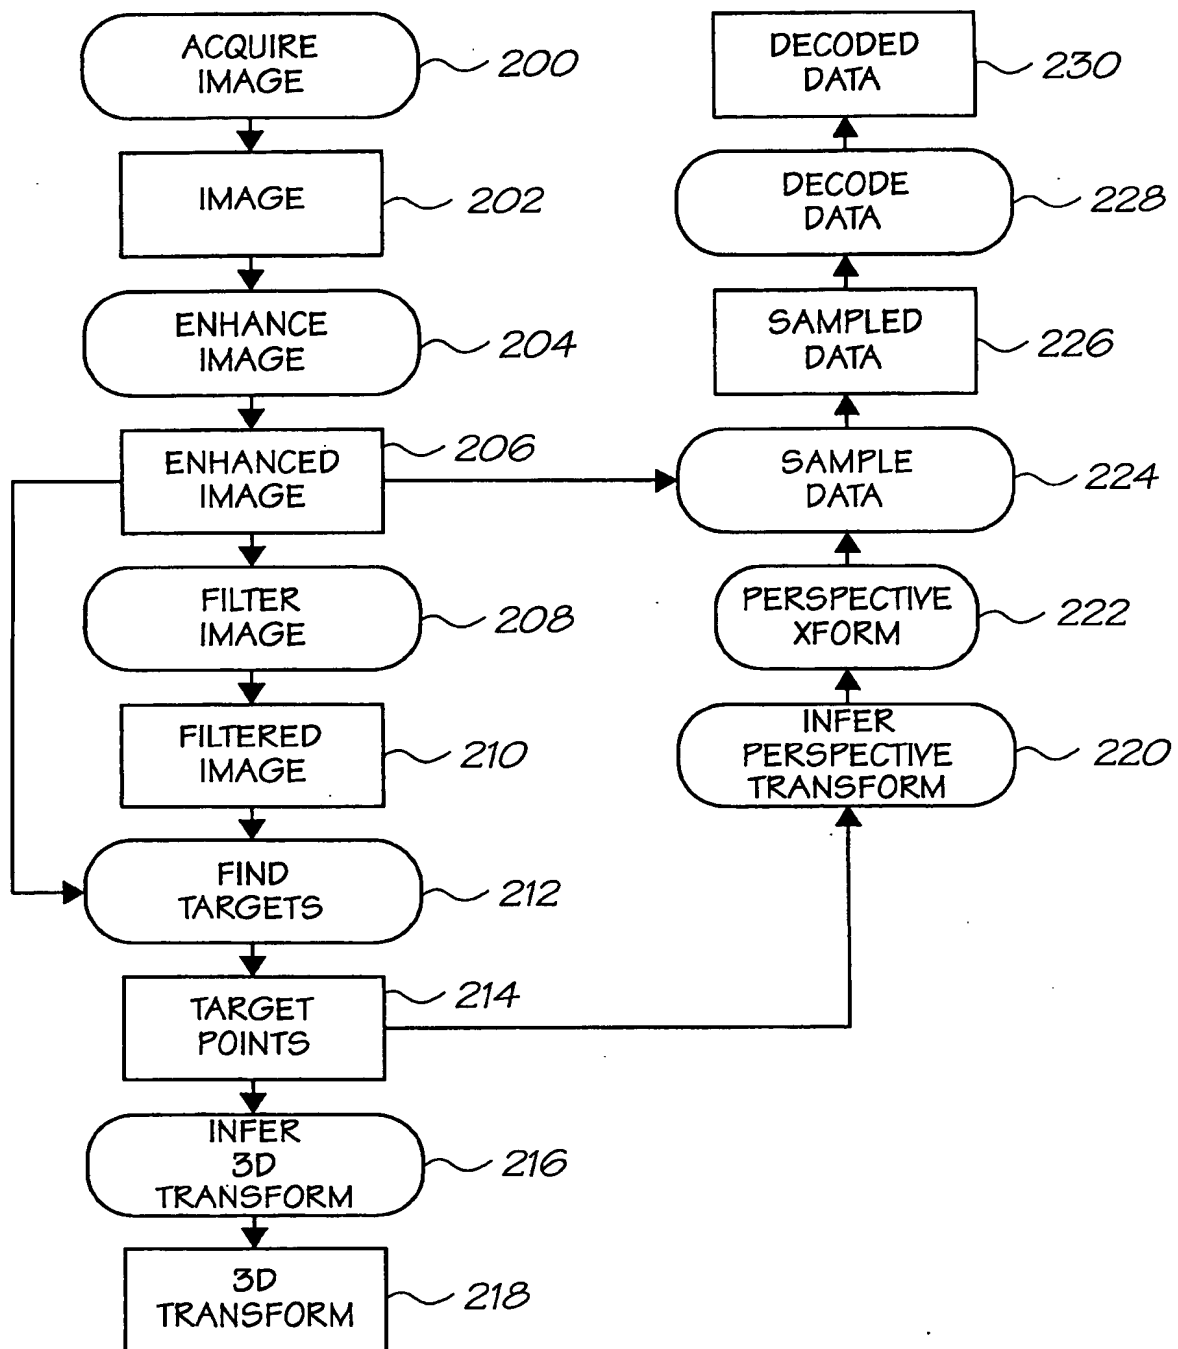 ACQUIRE
IMAGE
200
IMAGE
202
ENHANCE
IMAGE
204
ENHANCED
IMAGE
206
FILTER
IMAGE
208
FILTERED
IMAGE
210
FIND
TARGETS
212
TARGET
POINTS
214
INFER
3D
TRANSFORM
216
3D
TRANSFORM
218
DECODED
DATA
230
DECODE
DATA
228
SAMPLED
DATA
226
SAMPLE
DATA
224
PERSPECTIVE
XFORM
222
INFER
PERSPECTIVE
TRANSFORM
220